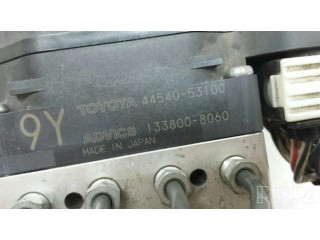 TOYOTA 44540-53100
9Y
ADVICS 133800-8060
MADE IN JAPAN